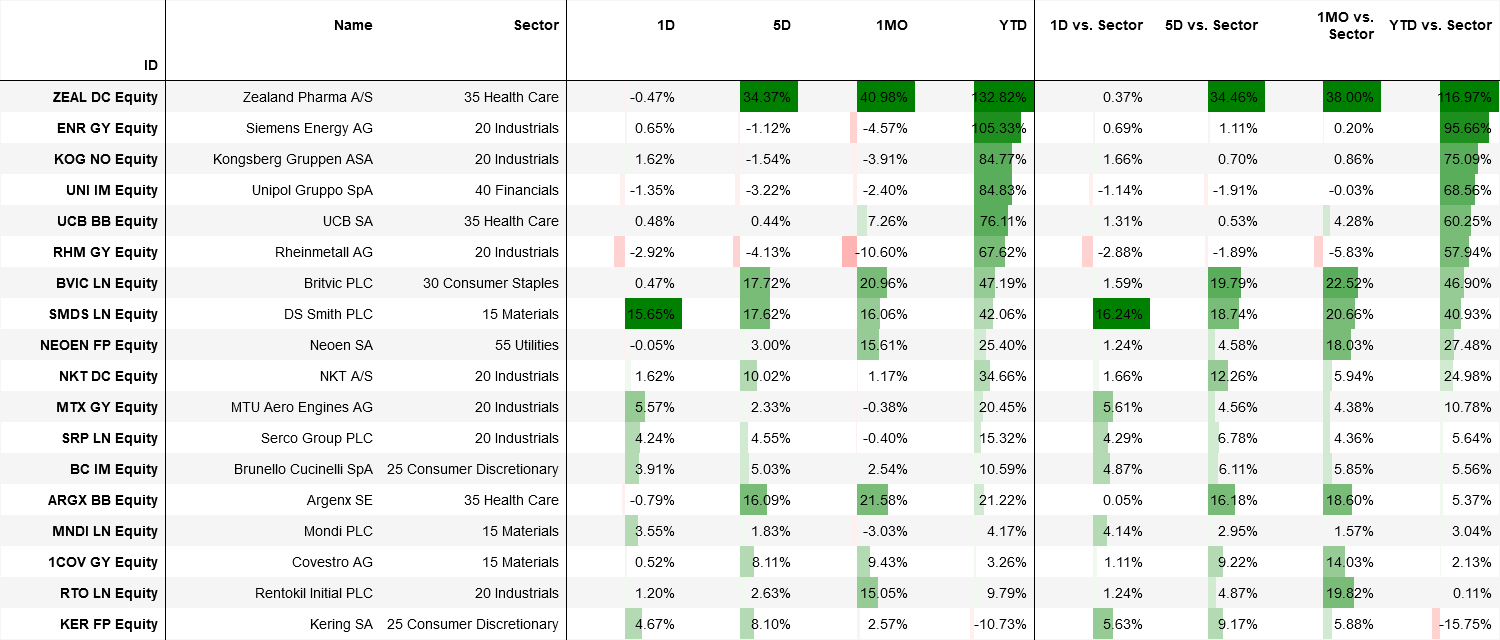 ID Name Sector 1D 5D 1MO YTD 1D vs. Sector 5D vs. Sector 1MO vs. Sector YTD vs. Sector
ZEAL DC Equity Zealand Pharma A/S 35 Health Care -0.47% 34.37% 40.98% 132.82% 0.37% 34.46% 38.00% 116.97%
ENR GY Equity Siemens Energy AG 20 Industrials 0.65% -1.12% -4.57% 105.33% 0.69% 1.11% 0.20% 95.66%
KOG NO Equity Kongsberg Gruppen ASA 20 Industrials 1.62% -1.54% -3.91% 84.77% 1.66% 0.70% 0.86% 75.09%
UNI IM Equity Unipol Gruppo SpA 40 Financials -1.35% -3.22% -2.40% 84.83% -1.14% -1.91% -0.03% 68.56%
UCB BB Equity UCB SA 35 Health Care 0.48% 0.44% 7.26% 76.11% 1.31% 0.53% 4.28% 60.25%
RHM GY Equity Rheinmetall AG 20 Industrials -2.92% -4.13% -10.60% 67.62% -2.88% -1.89% -5.83% 57.94%
BVIC LN Equity Britvic PLC 30 Consumer Staples 0.47% 17.72% 20.96% 47.19% 1.59% 19.79% 22.52% 46.90%
SMDS LN Equity DS Smith PLC 15 Materials 15.65% 17.62% 16.06% 42.06% 16.24% 18.74% 20.66% 40.93%
NEOEN FP Equity Neoen SA 55 Utilities -0.05% 3.00% 15.61% 25.40% 1.24% 4.58% 18.03% 27.48%
NKT DC Equity NKT A/S 20 Industrials 1.62% 10.02% 1.17% 34.66% 1.66% 12.26% 5.94% 24.98%
MTX GY Equity MTU Aero Engines AG 20 Industrials 5.57% 2.33% -0.38% 20.45% 5.61% 4.56% 4.38% 10.78%
SRP LN Equity Serco Group PLC 20 Industrials 4.24% 4.55% -0.40% 15.32% 4.29% 6.78% 4.36% 5.64%
BC IM Equity Brunello Cucinelli SpA 25 Consumer Discretionary 3.91% 5.03% 2.54% 10.59% 4.87% 6.11% 5.85% 5.56%
ARGX BB Equity Argenx SE 35 Health Care -0.79% 16.09% 21.58% 21.22% 0.05% 16.18% 18.60% 5.37%
MNDI LN Equity Mondi PLC 15 Materials 3.55% 1.83% -3.03% 4.17% 4.14% 2.95% 1.57% 3.04%
1COV GY Equity Covestro AG 15 Materials 0.52% 8.11% 9.43% 3.26% 1.11% 9.22% 14.03% 2.13%
RTO LN Equity Rentokil Initial PLC 20 Industrials 1.20% 2.63% 15.05% 9.79% 1.24% 4.87% 19.82% 0.11%
KER FP Equity Kering SA 25 Consumer Discretionary 4.67% 8.10% 2.57% -10.73% 5.63% 9.17% 5.88% -15.75%